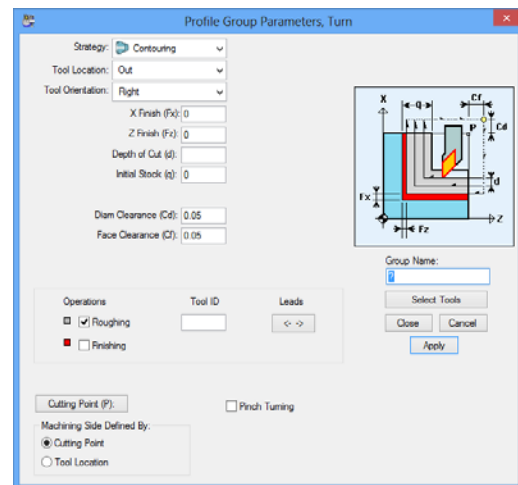 Profile Group Parameters, Turn
Strategy: Contouring
Tool Location: Out
Tool Orientation: Right
X Finish (Fx): 0
Z Finish (Fz): 0
Depth of Cut (d):
Initial Stock (q): 0
Diam Clearance (Cd): 0.05
Face Clearance (Cf): 0.05
X
q
Cf
P
Cd
d
Fx
Z
Fz
Group Name:
?
Select Tools
Close Cancel
Apply
Operations Tool ID Leads
Roughing <- ->
Finishing
Cutting Point (P):
Pinch Turning
Machining Side Defined By:
Cutting Point
Tool Location